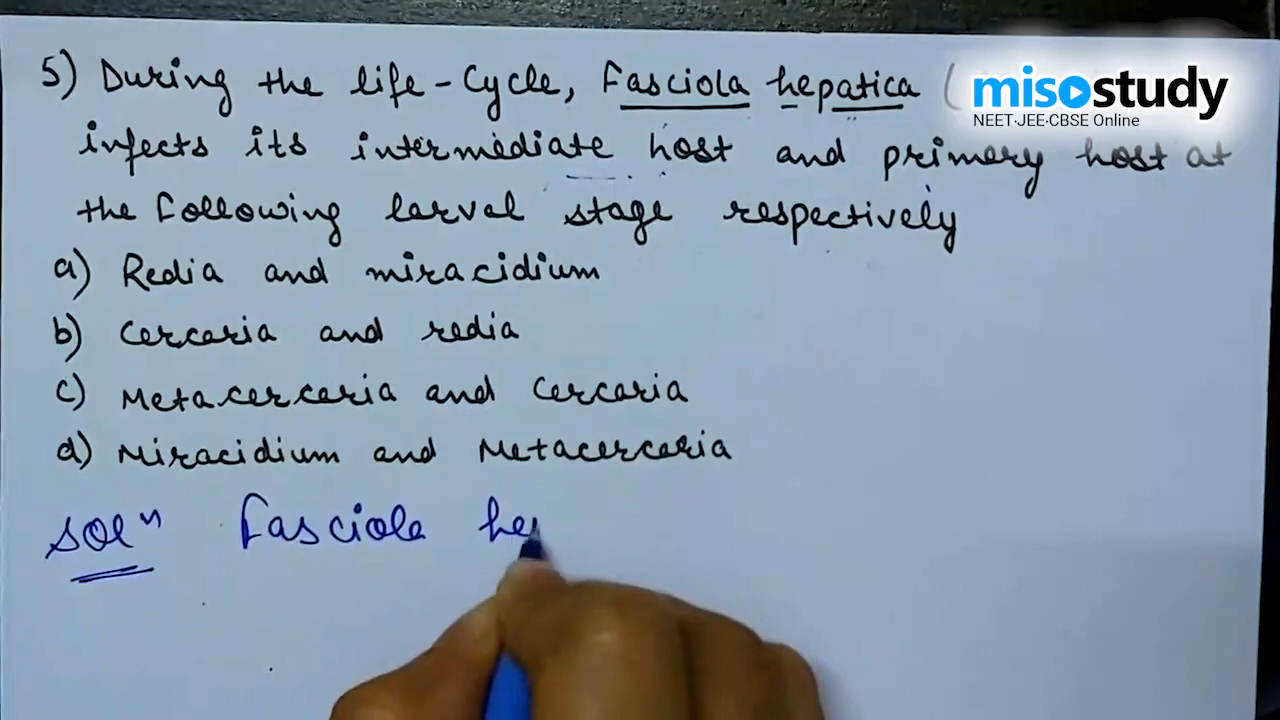 5) During the life-Cycle, Fasciola hepatica (
infects its intermediate host and primary host at
the following larval stage respectively
a) Redia and miracidium
b) Cercaria and redia
c) Metacercaria and Cercaria
d) Miracidium and Metacercaria
Solⁿ Fasciola he
misostudy
NEET·JEE·CBSE Online